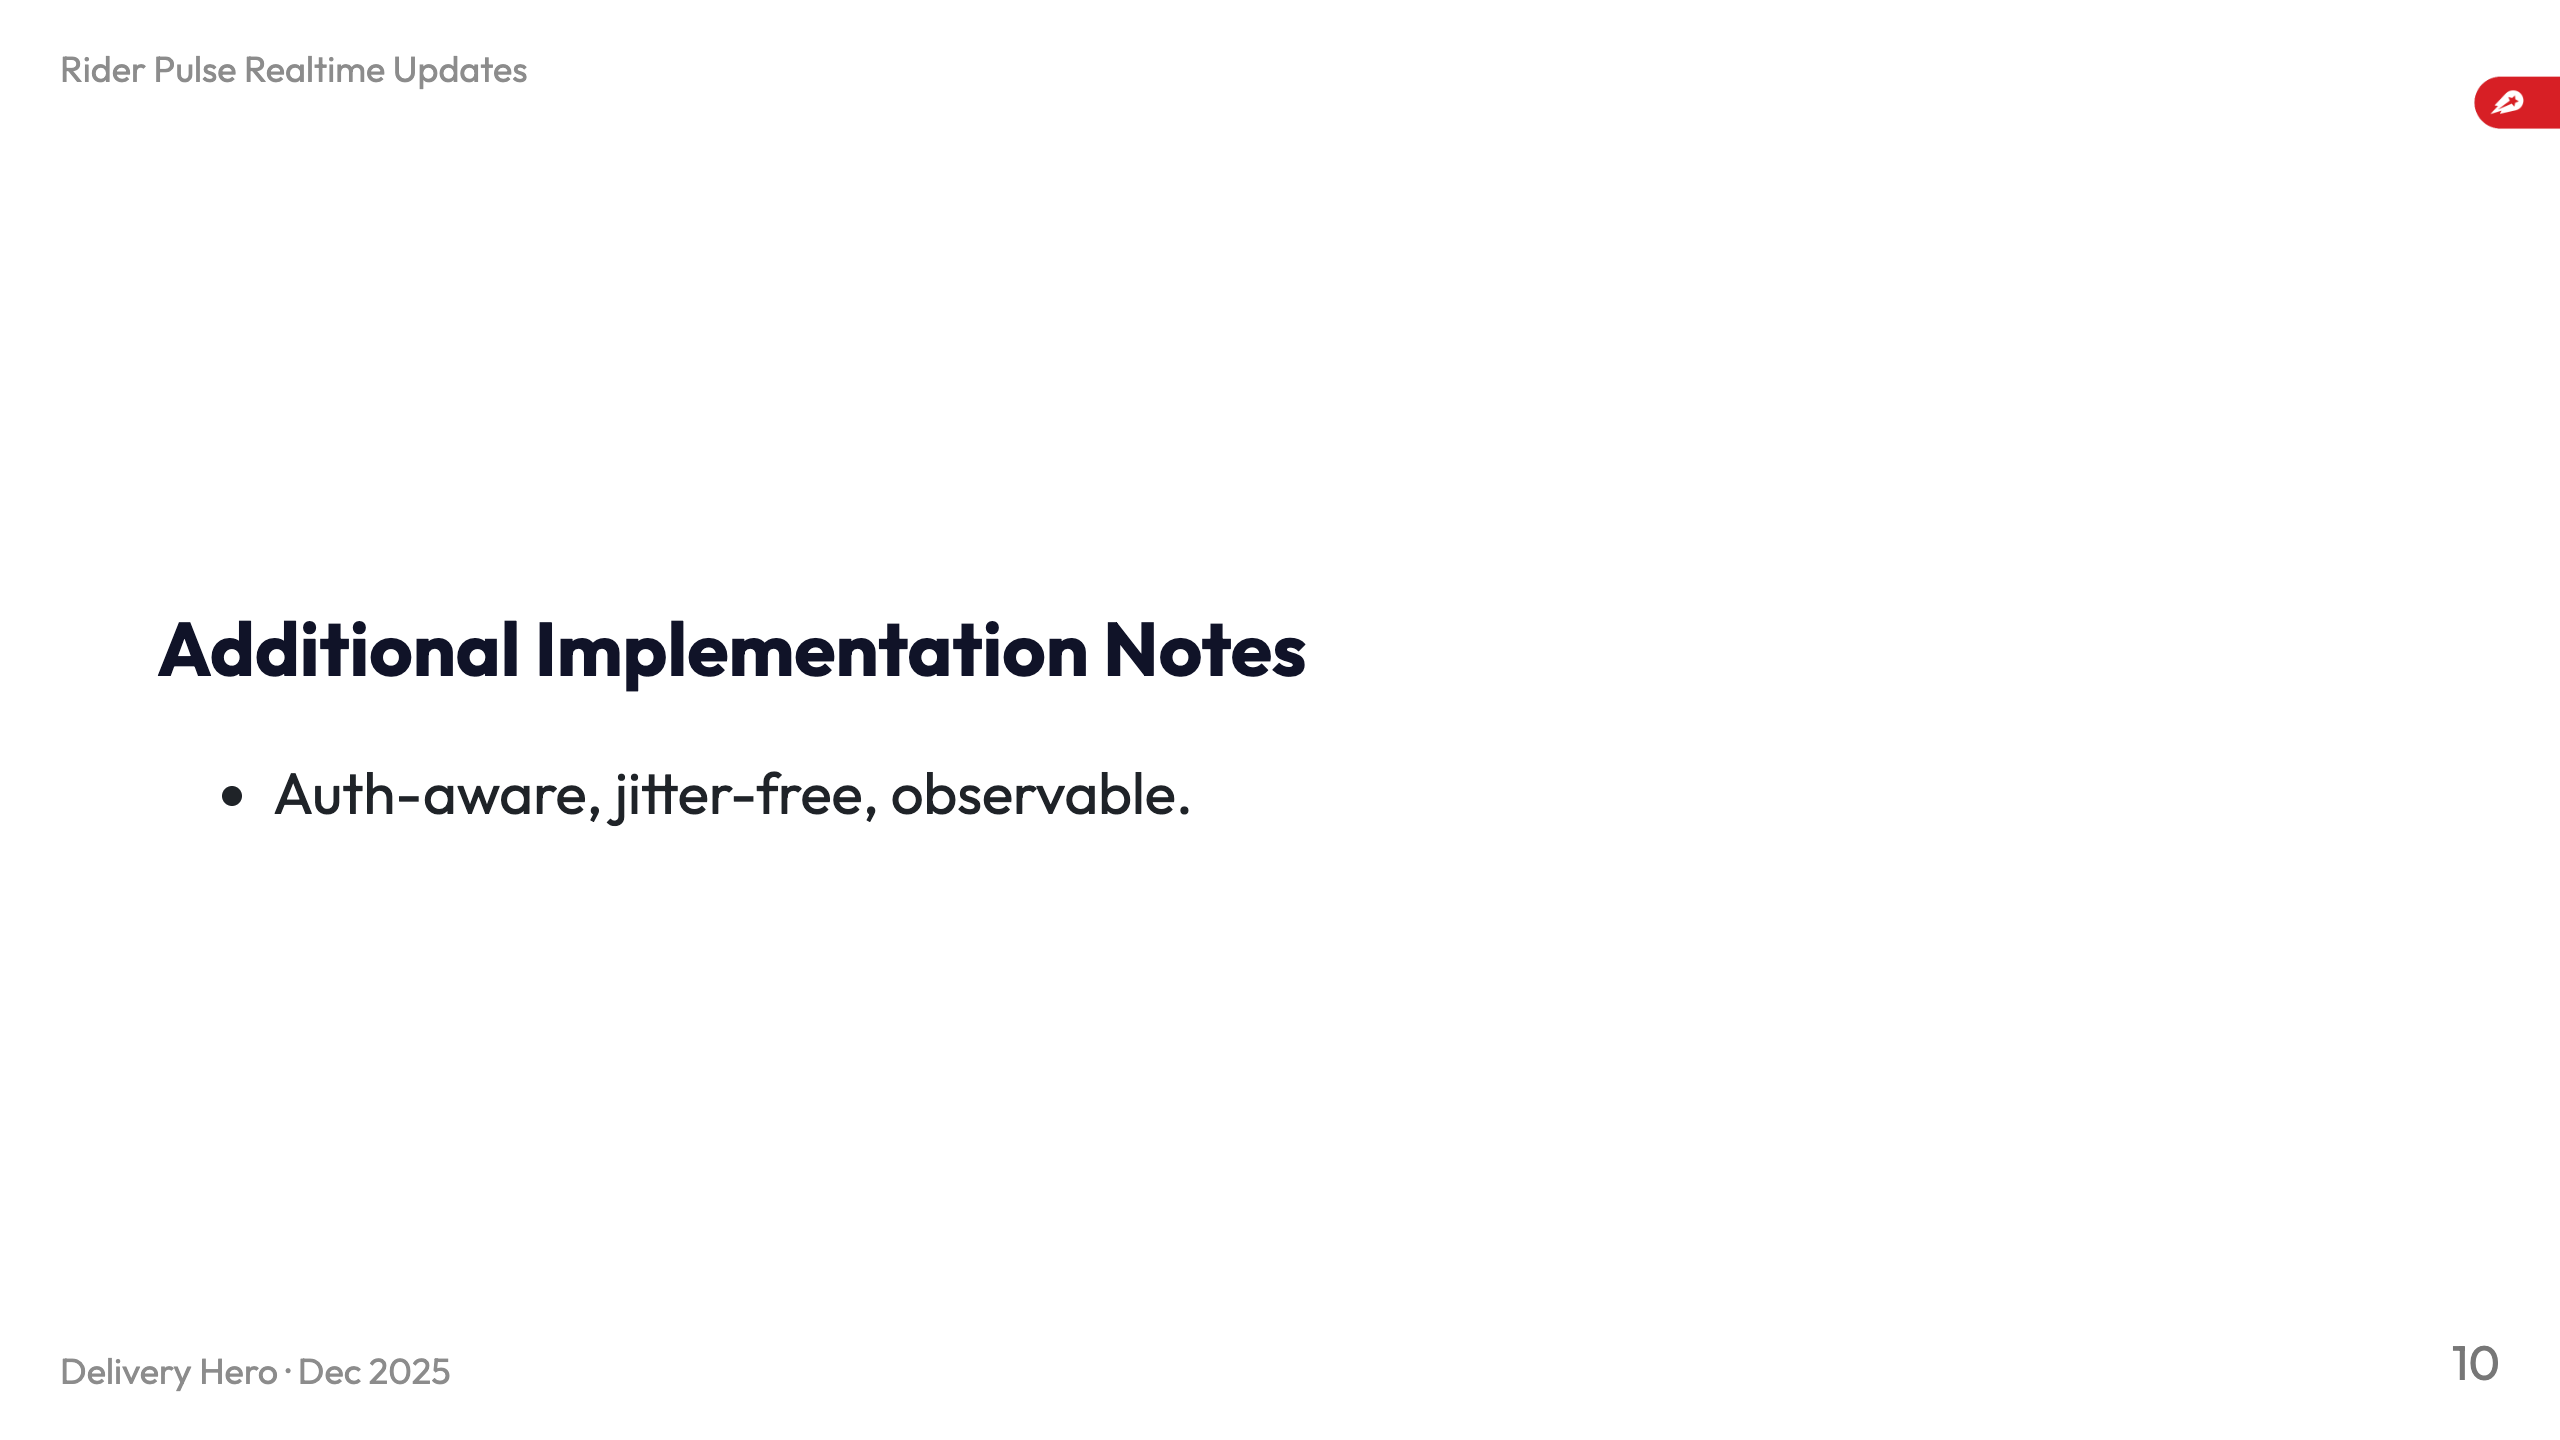 Rider Pulse Realtime Updates
Additional Implementation Notes
• Auth-aware, jitter-free, observable.
Delivery Hero · Dec 2025
10